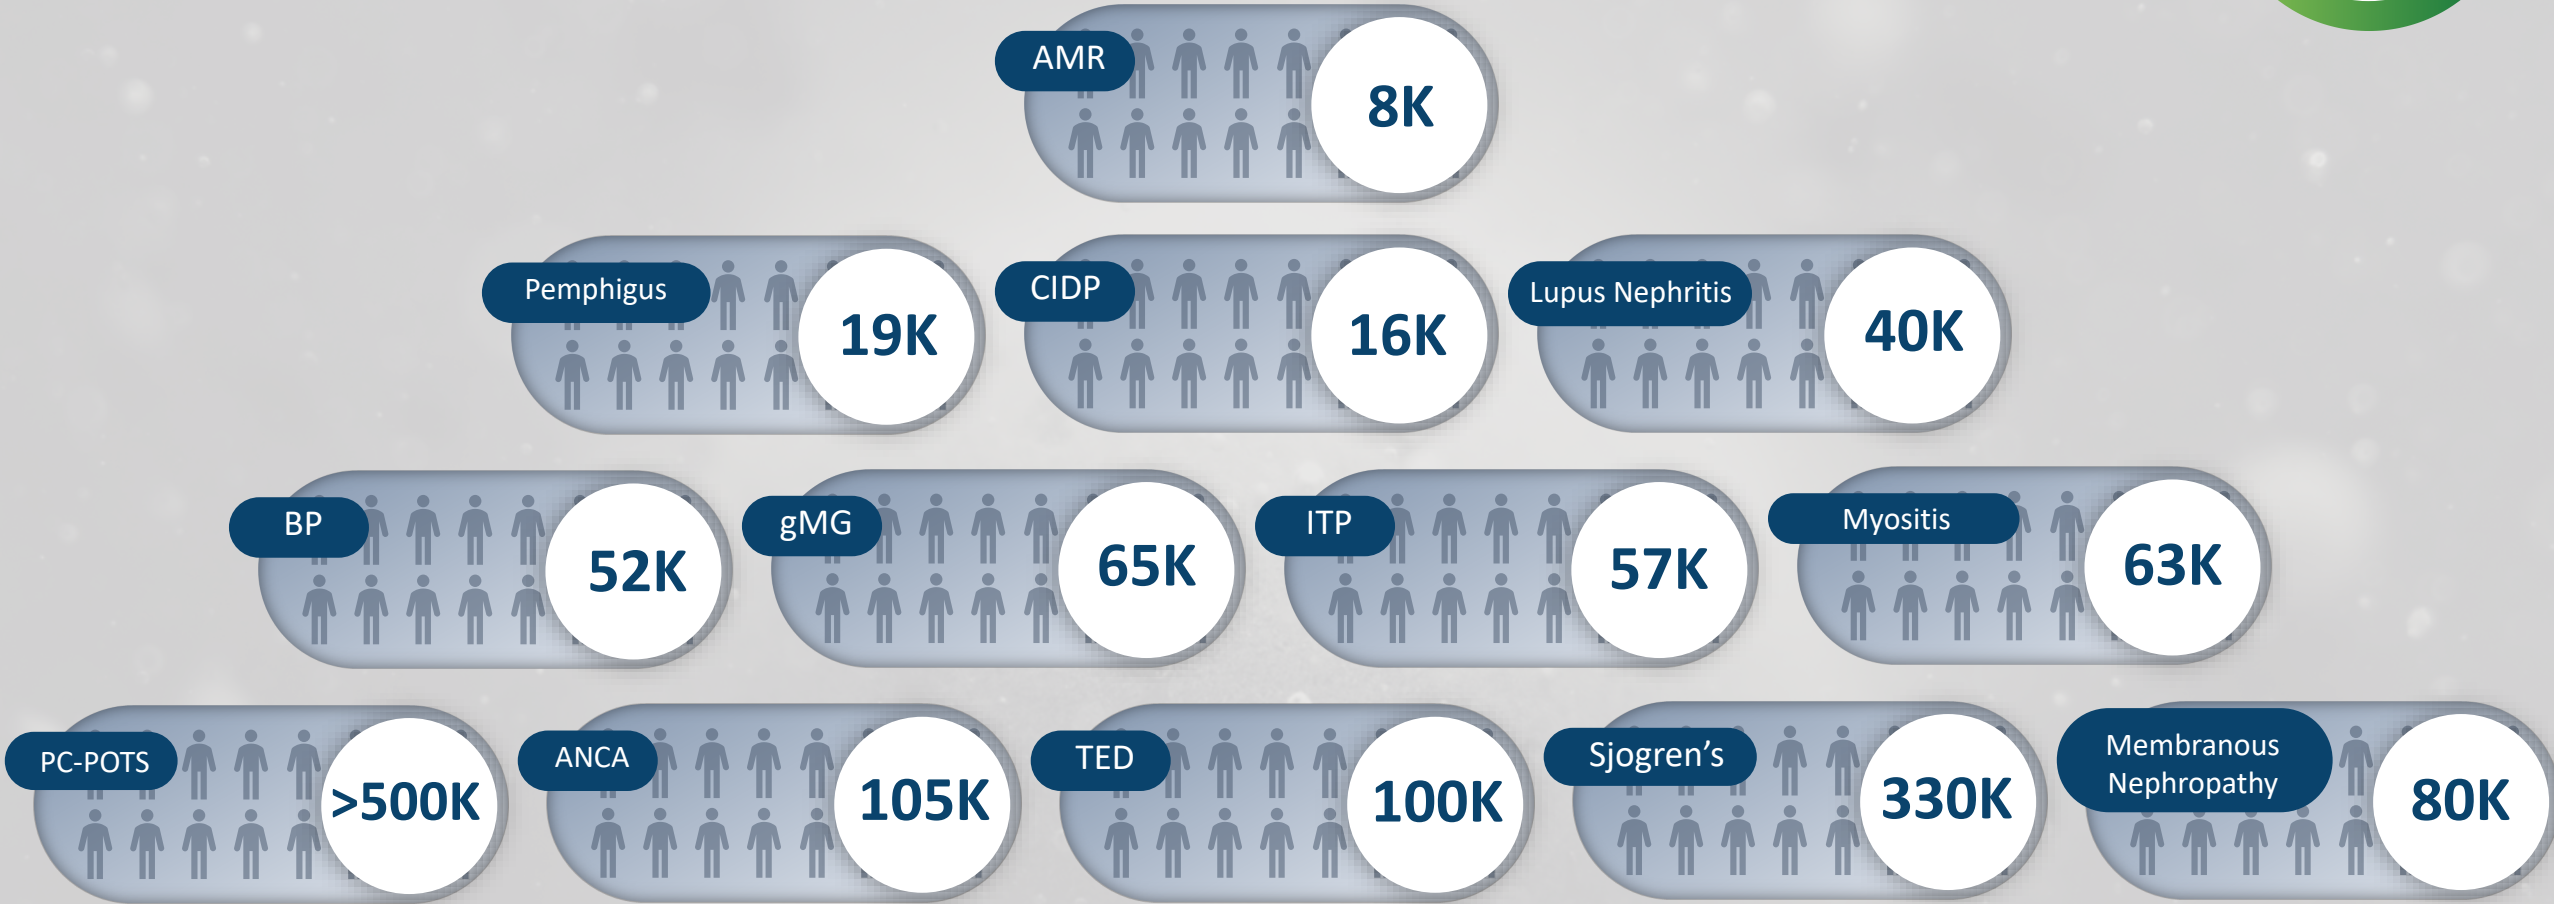 AMR
8K
Pemphigus
19K
CIDP
16K
Lupus Nephritis
40K
BP
52K
gMG
65K
ITP
57K
Myositis
63K
PC-POTS
>500K
ANCA
105K
TED
100K
Sjogren’s
330K
Membranous
Nephropathy
80K